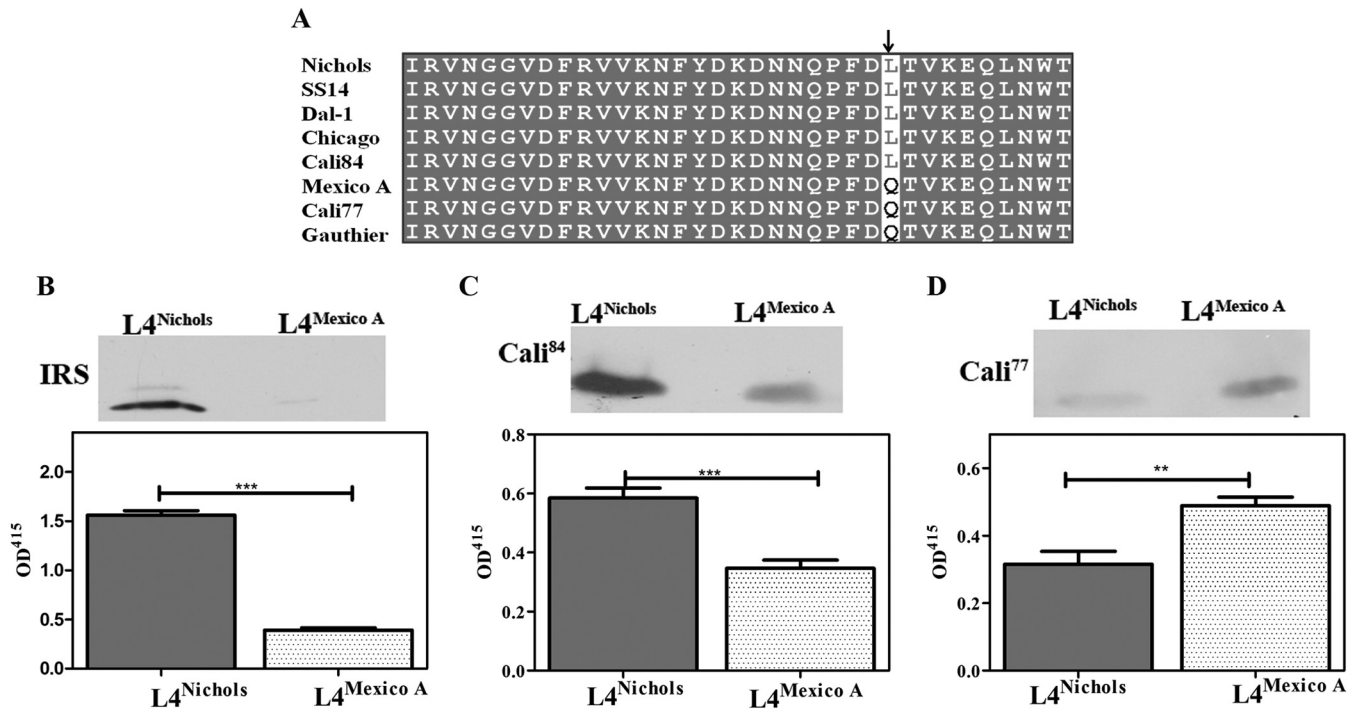 A
Nichols IRVNGGVDFRVVKNFYDKDNNQPFDLTVKEQLNWT
SS14 IRVNGGVDFRVVKNFYDKDNNQPFDLTVKEQLNWT
Dal-1 IRVNGGVDFRVVKNFYDKDNNQPFDLTVKEQLNWT
Chicago IRVNGGVDFRVVKNFYDKDNNQPFDLTVKEQLNWT
Cali84 IRVNGGVDFRVVKNFYDKDNNQPFDLTVKEQLNWT
Mexico A IRVNGGVDFRVVKNFYDKDNNQPFDQTVKEQLNWT
Cali77 IRVNGGVDFRVVKNFYDKDNNQPFDQTVKEQLNWT
Gauthier IRVNGGVDFRVVKNFYDKDNNQPFDQTVKEQLNWT
B
L4Nichols L4Mexico A
IRS
2.0
1.5
1.0
0.5
0.0
OD415
***
L4Nichols L4Mexico A
C
L4Nichols L4Mexico A
Cali84
0.8
0.6
0.4
0.2
0.0
OD415
***
L4Nichols L4Mexico A
D
L4Nichols L4Mexico A
Cali77
0.6
0.4
0.2
0.0
OD415
**
L4Nichols L4Mexico A